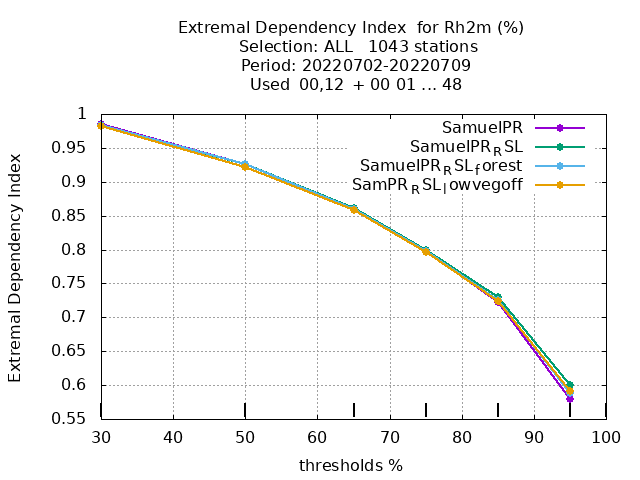 Extremal Dependency Index  for Rh2m (%)
Selection: ALL   1043 stations
Period: 20220702-20220709
Used  00,12  + 00 01 ... 48
Extremal Dependency Index
1
0.95
0.9
0.85
0.8
0.75
0.7
0.65
0.6
0.55
SamuelPR
SamuelPR_RSL
SamuelPR_RSL_forest
SamPR_RSL_lowvegoff
30 40 50 60 70 80 90 100
thresholds %